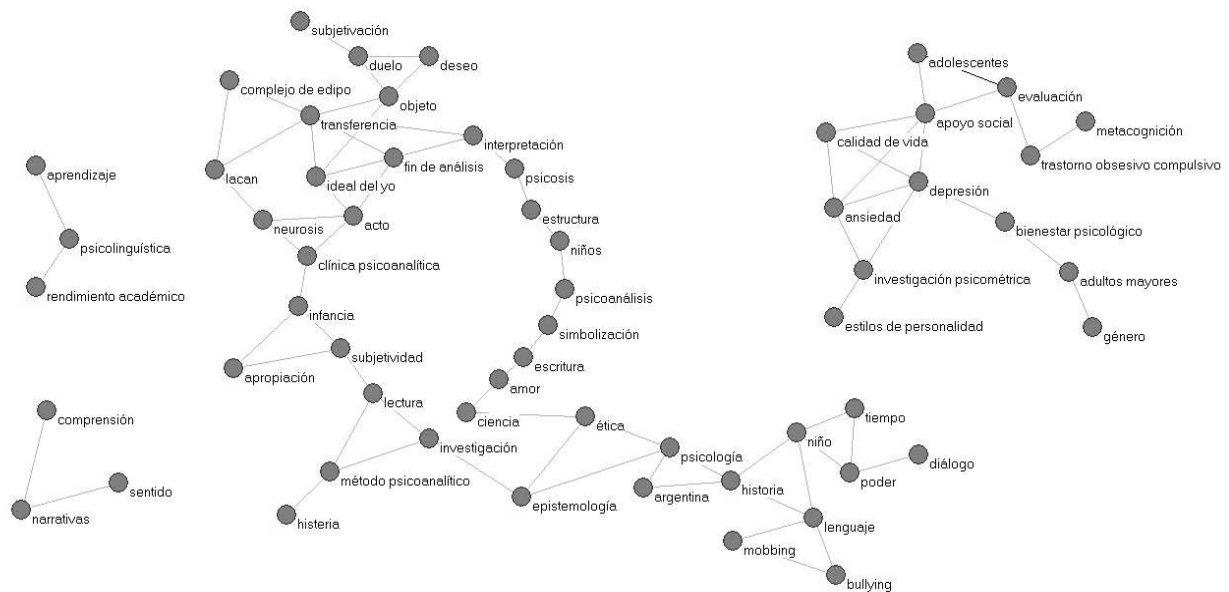 subjetivación
duelo
deseo
complejo de edipo
objeto
transferencia
interpretación
fin de análisis
lacan
ideal del yo
psicosis
estructura
neurosis
acto
niños
clínica psicoanalítica
psicoanálisis
infancia
simbolización
subjetividad
escritura
apropiación
amor
lectura
ciencia
ética
investigación
método psicoanalítico
histeria
epistemología
psicología
argentina
historia
niño
tiempo
poder
diálogo
lenguaje
mobbing
bullying
aprendizaje
psicolinguística
rendimiento académico
comprensión
sentido
narrativas
adolescentes
evaluación
apoyo social
metacognición
calidad de vida
trastorno obsesivo compulsivo
depresión
ansiedad
bienestar psicológico
investigación psicométrica
adultos mayores
estilos de personalidad
género